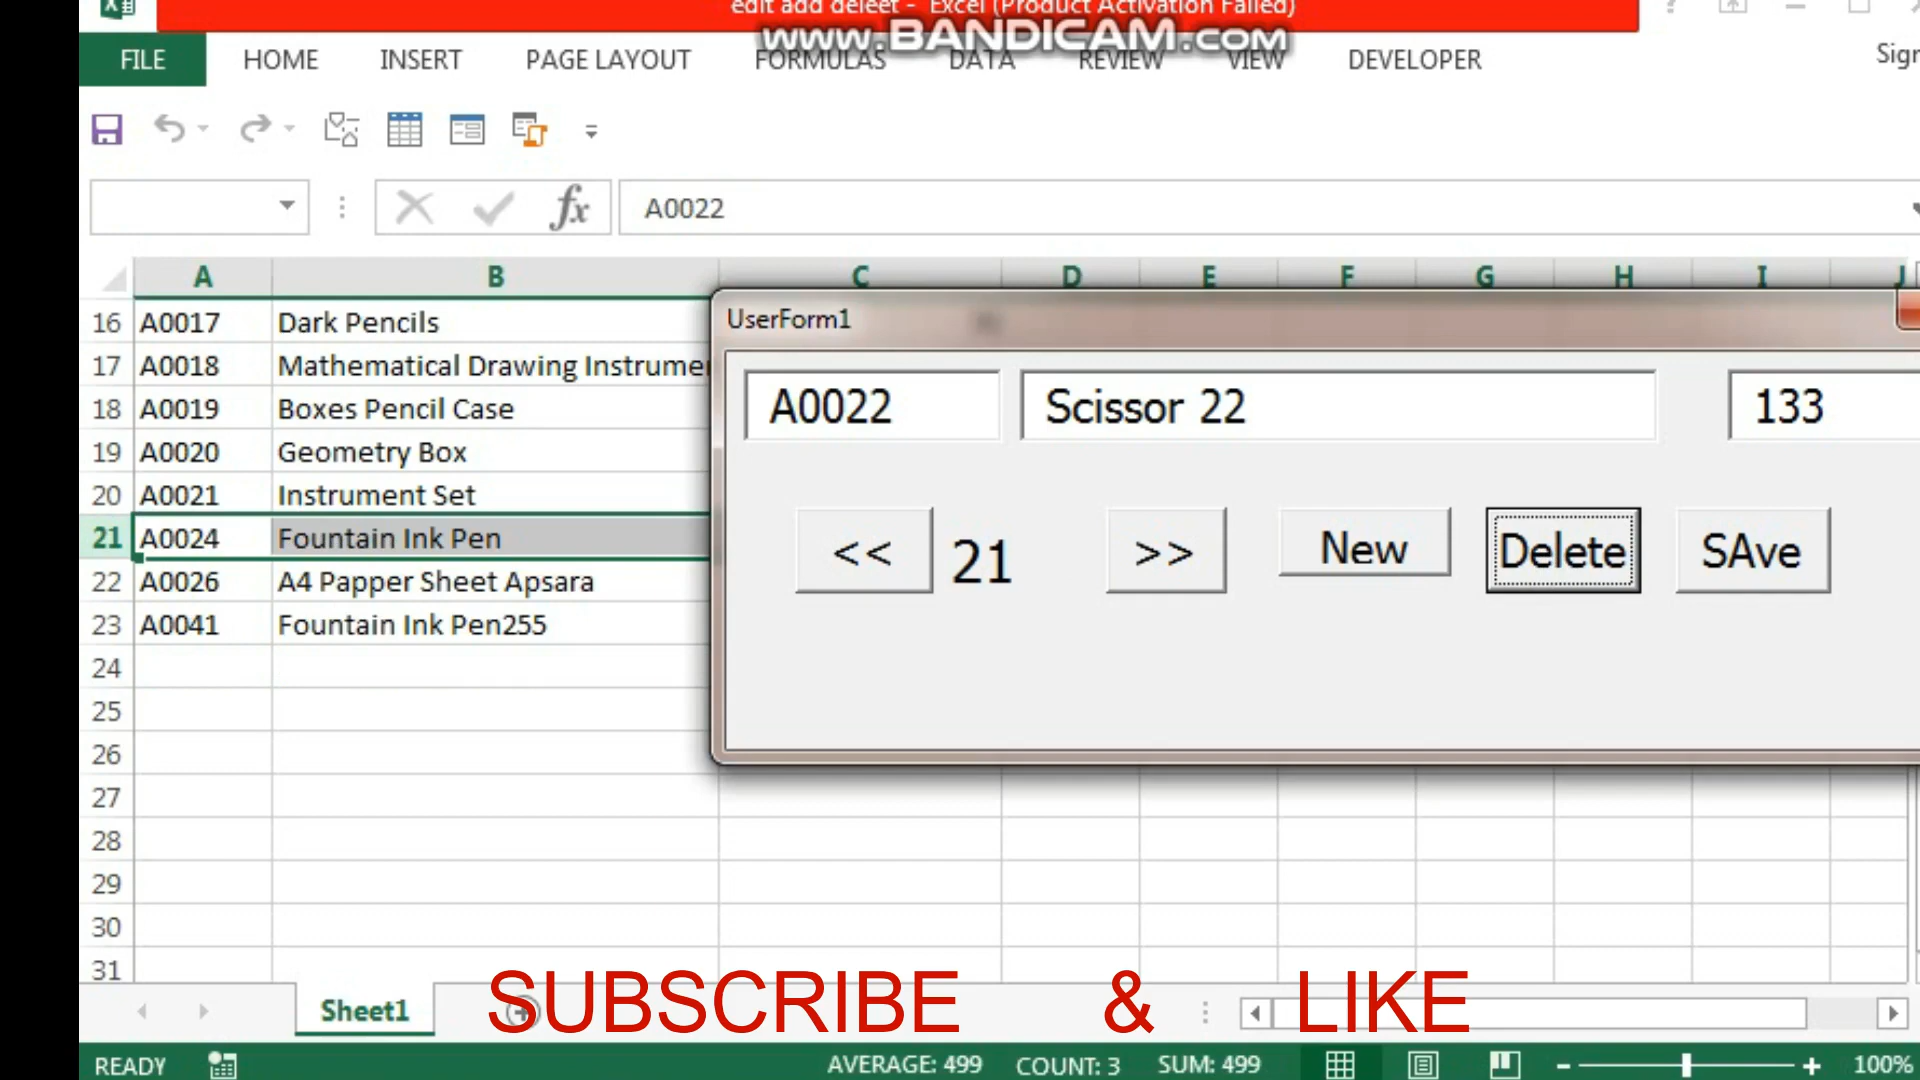 edit add deleet - Excel (Product Activation Failed)
www.BANDICAM.com
FILE HOME INSERT PAGE LAYOUT FORMULAS DATA REVIEW VIEW DEVELOPER
fx A0022
A B C D E F G H I J
16 A0017 Dark Pencils
17 A0018 Mathematical Drawing
18 A0019 Boxes Pencil Case
19 A0020 Geometry Box
20 A0021 Instrument Set
21 A0024 Fountain Ink Pen
22 A0026 A4 Papper Sheet Apsara
23 A0041 Fountain Ink Pen255
24
25
26
27
28
29
30
31
UserForm1
A0022 Scissor 22 133
<< 21 >> New Delete SAve
Sheet1
SUBSCRIBE & LIKE
READY AVERAGE: 499 COUNT: 3 SUM: 499 100%